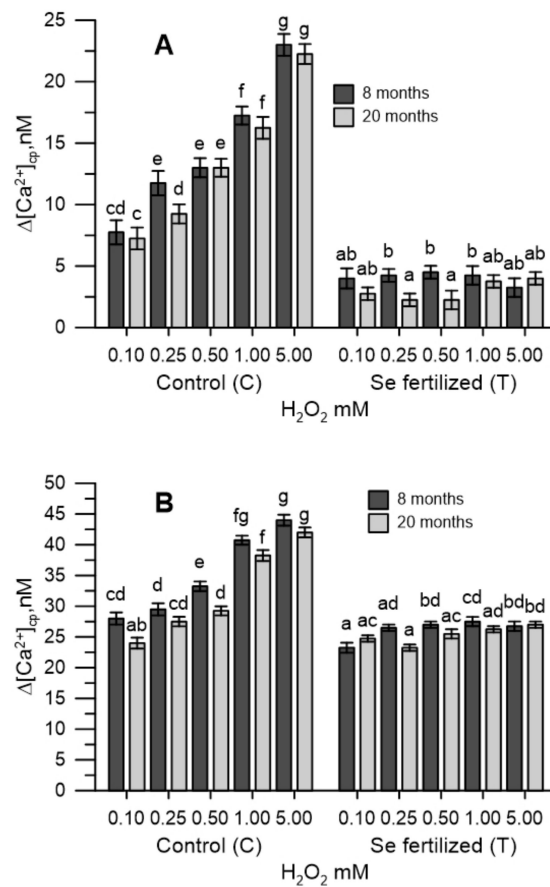 A
8 months
20 months
Δ[Ca²⁺]cp,nM
25
20
15
10
5
0
cd c e d e e f f g g
ab ab b a b a b ab ab ab
0.10 0.25 0.50 1.00 5.00 0.10 0.25 0.50 1.00 5.00
Control (C) Se fertilized (T)
H₂O₂ mM
B
8 months
20 months
Δ[Ca²⁺]cp,nM
50
45
40
35
30
25
20
15
10
5
0
cd ab d cd e d fg f g g
a ac ad a bd ac cd ad bd bd
0.10 0.25 0.50 1.00 5.00 0.10 0.25 0.50 1.00 5.00
Control (C) Se fertilized (T)
H₂O₂ mM